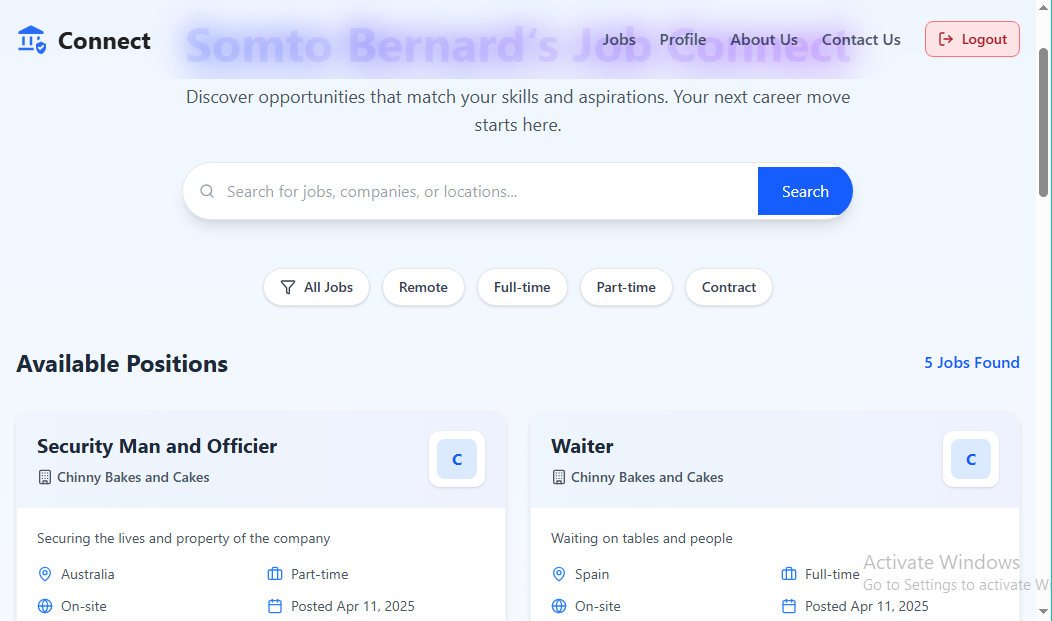 Connect
Somto Bernard‘s Job Connect
Jobs Profile About Us Contact Us Logout
Discover opportunities that match your skills and aspirations. Your next career move
starts here.
Search for jobs, companies, or locations... Search
All Jobs Remote Full-time Part-time Contract
Available Positions 5 Jobs Found
Security Man and Officier
Chinny Bakes and Cakes
C
Securing the lives and property of the company
Australia Part-time
On-site Posted Apr 11, 2025
Waiter
Chinny Bakes and Cakes
C
Waiting on tables and people
Spain Full-time
On-site Posted Apr 11, 2025
Activate Windows
Go to Settings to activate Wi